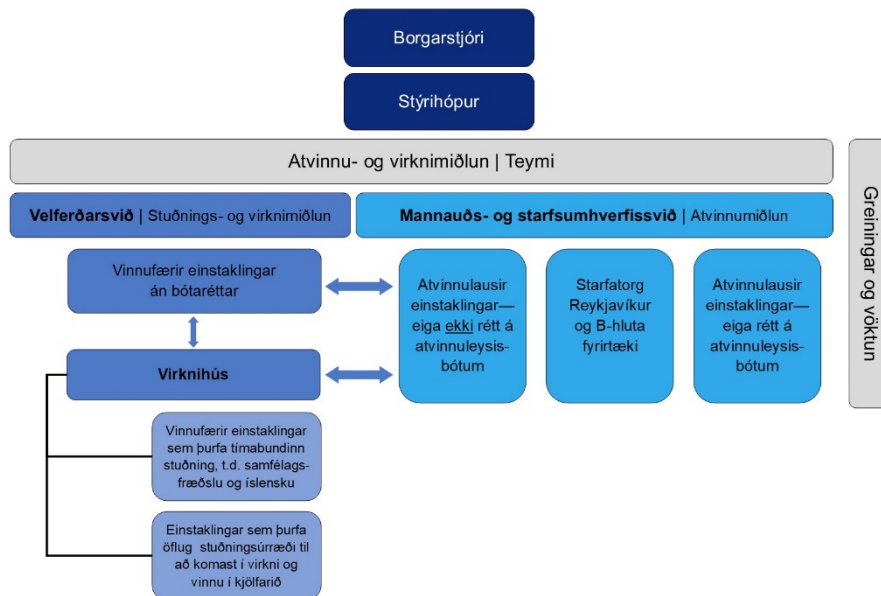 Borgarstjóri
Stýrihópur
Atvinnu- og virknimiðlun | Teymi
Velferðarsvið | Stuðnings- og virknimiðlun
Mannauðs- og starfsumhverfissvið | Atvinnumiðlun
Vinnufærir einstaklingar
án bótaréttar
Virknihús
Vinnufærir einstaklingar
sem þurfa tímabundinn
stuðning, t.d. samfélags-
fræðslu og íslensku
Einstaklingar sem þurfa
öflug stuðningsúrræði til
að komast í virkni og
vinnu í kjölfarið
Atvinnulausir
einstaklingar—
eiga ekki rétt á
atvinnuleysis-
bótum
Starfatorg
Reykjavíkur
og B-hluta
fyrirtæki
Atvinnulausir
einstaklingar—
eiga rétt á
atvinnuleysis-
bótum
Greiningar og vöktun